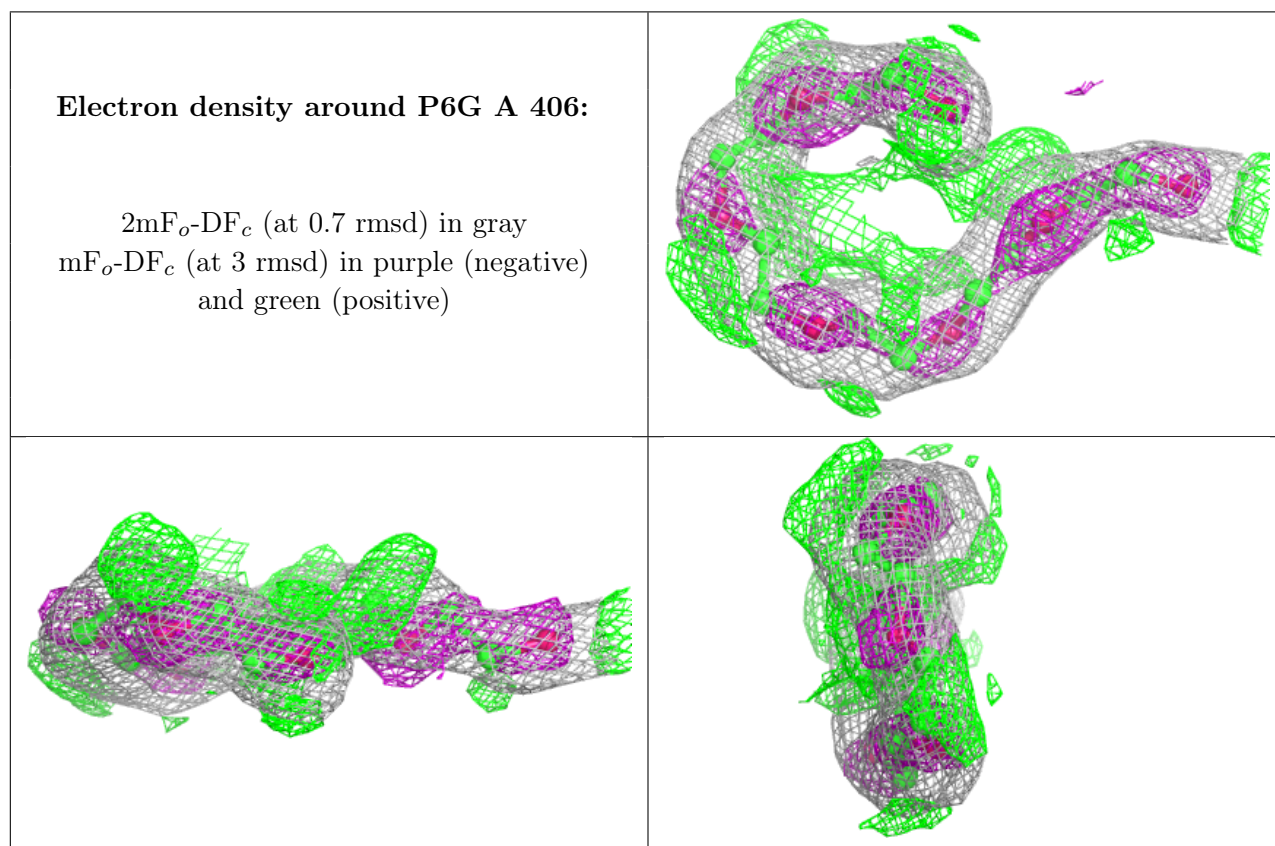 Electron density around P6G A 406:
2mFo-DFc (at 0.7 rmsd) in gray
mFo-DFc (at 3 rmsd) in purple (negative)
and green (positive)